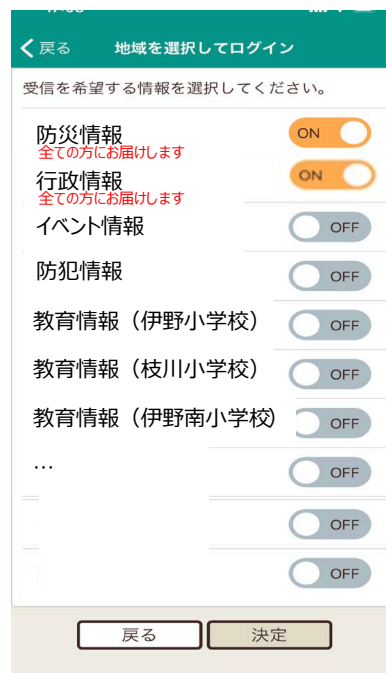 戻る 地域を選択してログイン
受信を希望する情報を選択してください。
防災情報 ON
全ての方にお届けします
行政情報 ON
全ての方にお届けします
イベント情報 OFF
防犯情報 OFF
教育情報（伊野小学校） OFF
教育情報（枝川小学校） OFF
教育情報（伊野南小学校） OFF
… OFF
OFF
OFF
戻る 決定